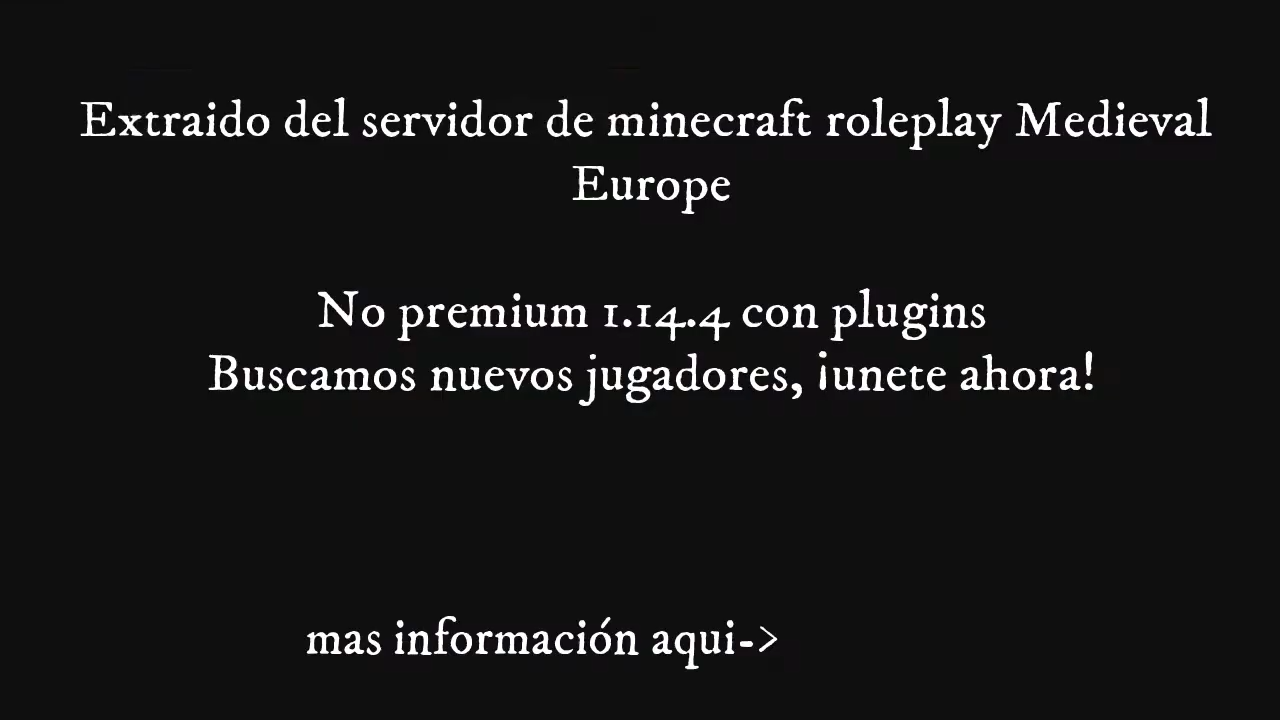 Extraido del servidor de minecraft roleplay Medieval
Europe
No premium 1.14.4 con plugins
Buscamos nuevos jugadores, ¡unete ahora!
mas información aqui->